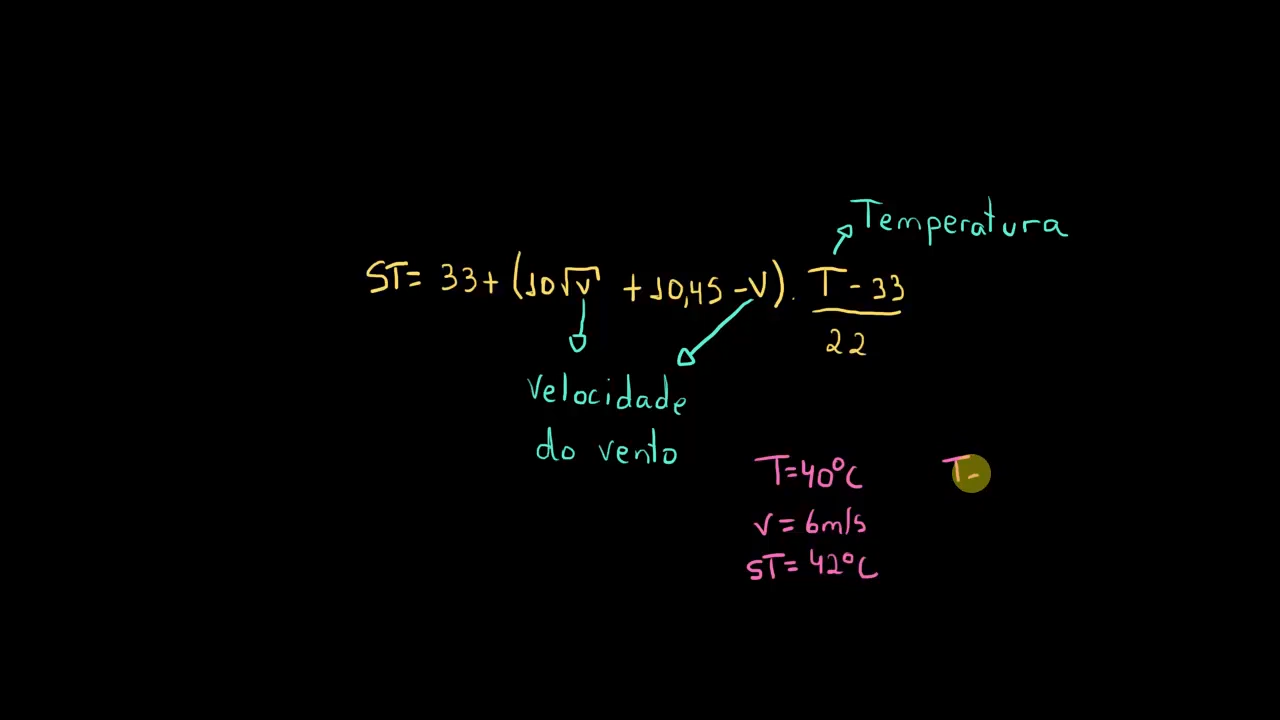 Temperatura
ST= 33+ (10√v + 10,45 -V). T - 33
22
Velocidade
do vento
T=40°C
v = 6m/s
ST= 42°C
T-